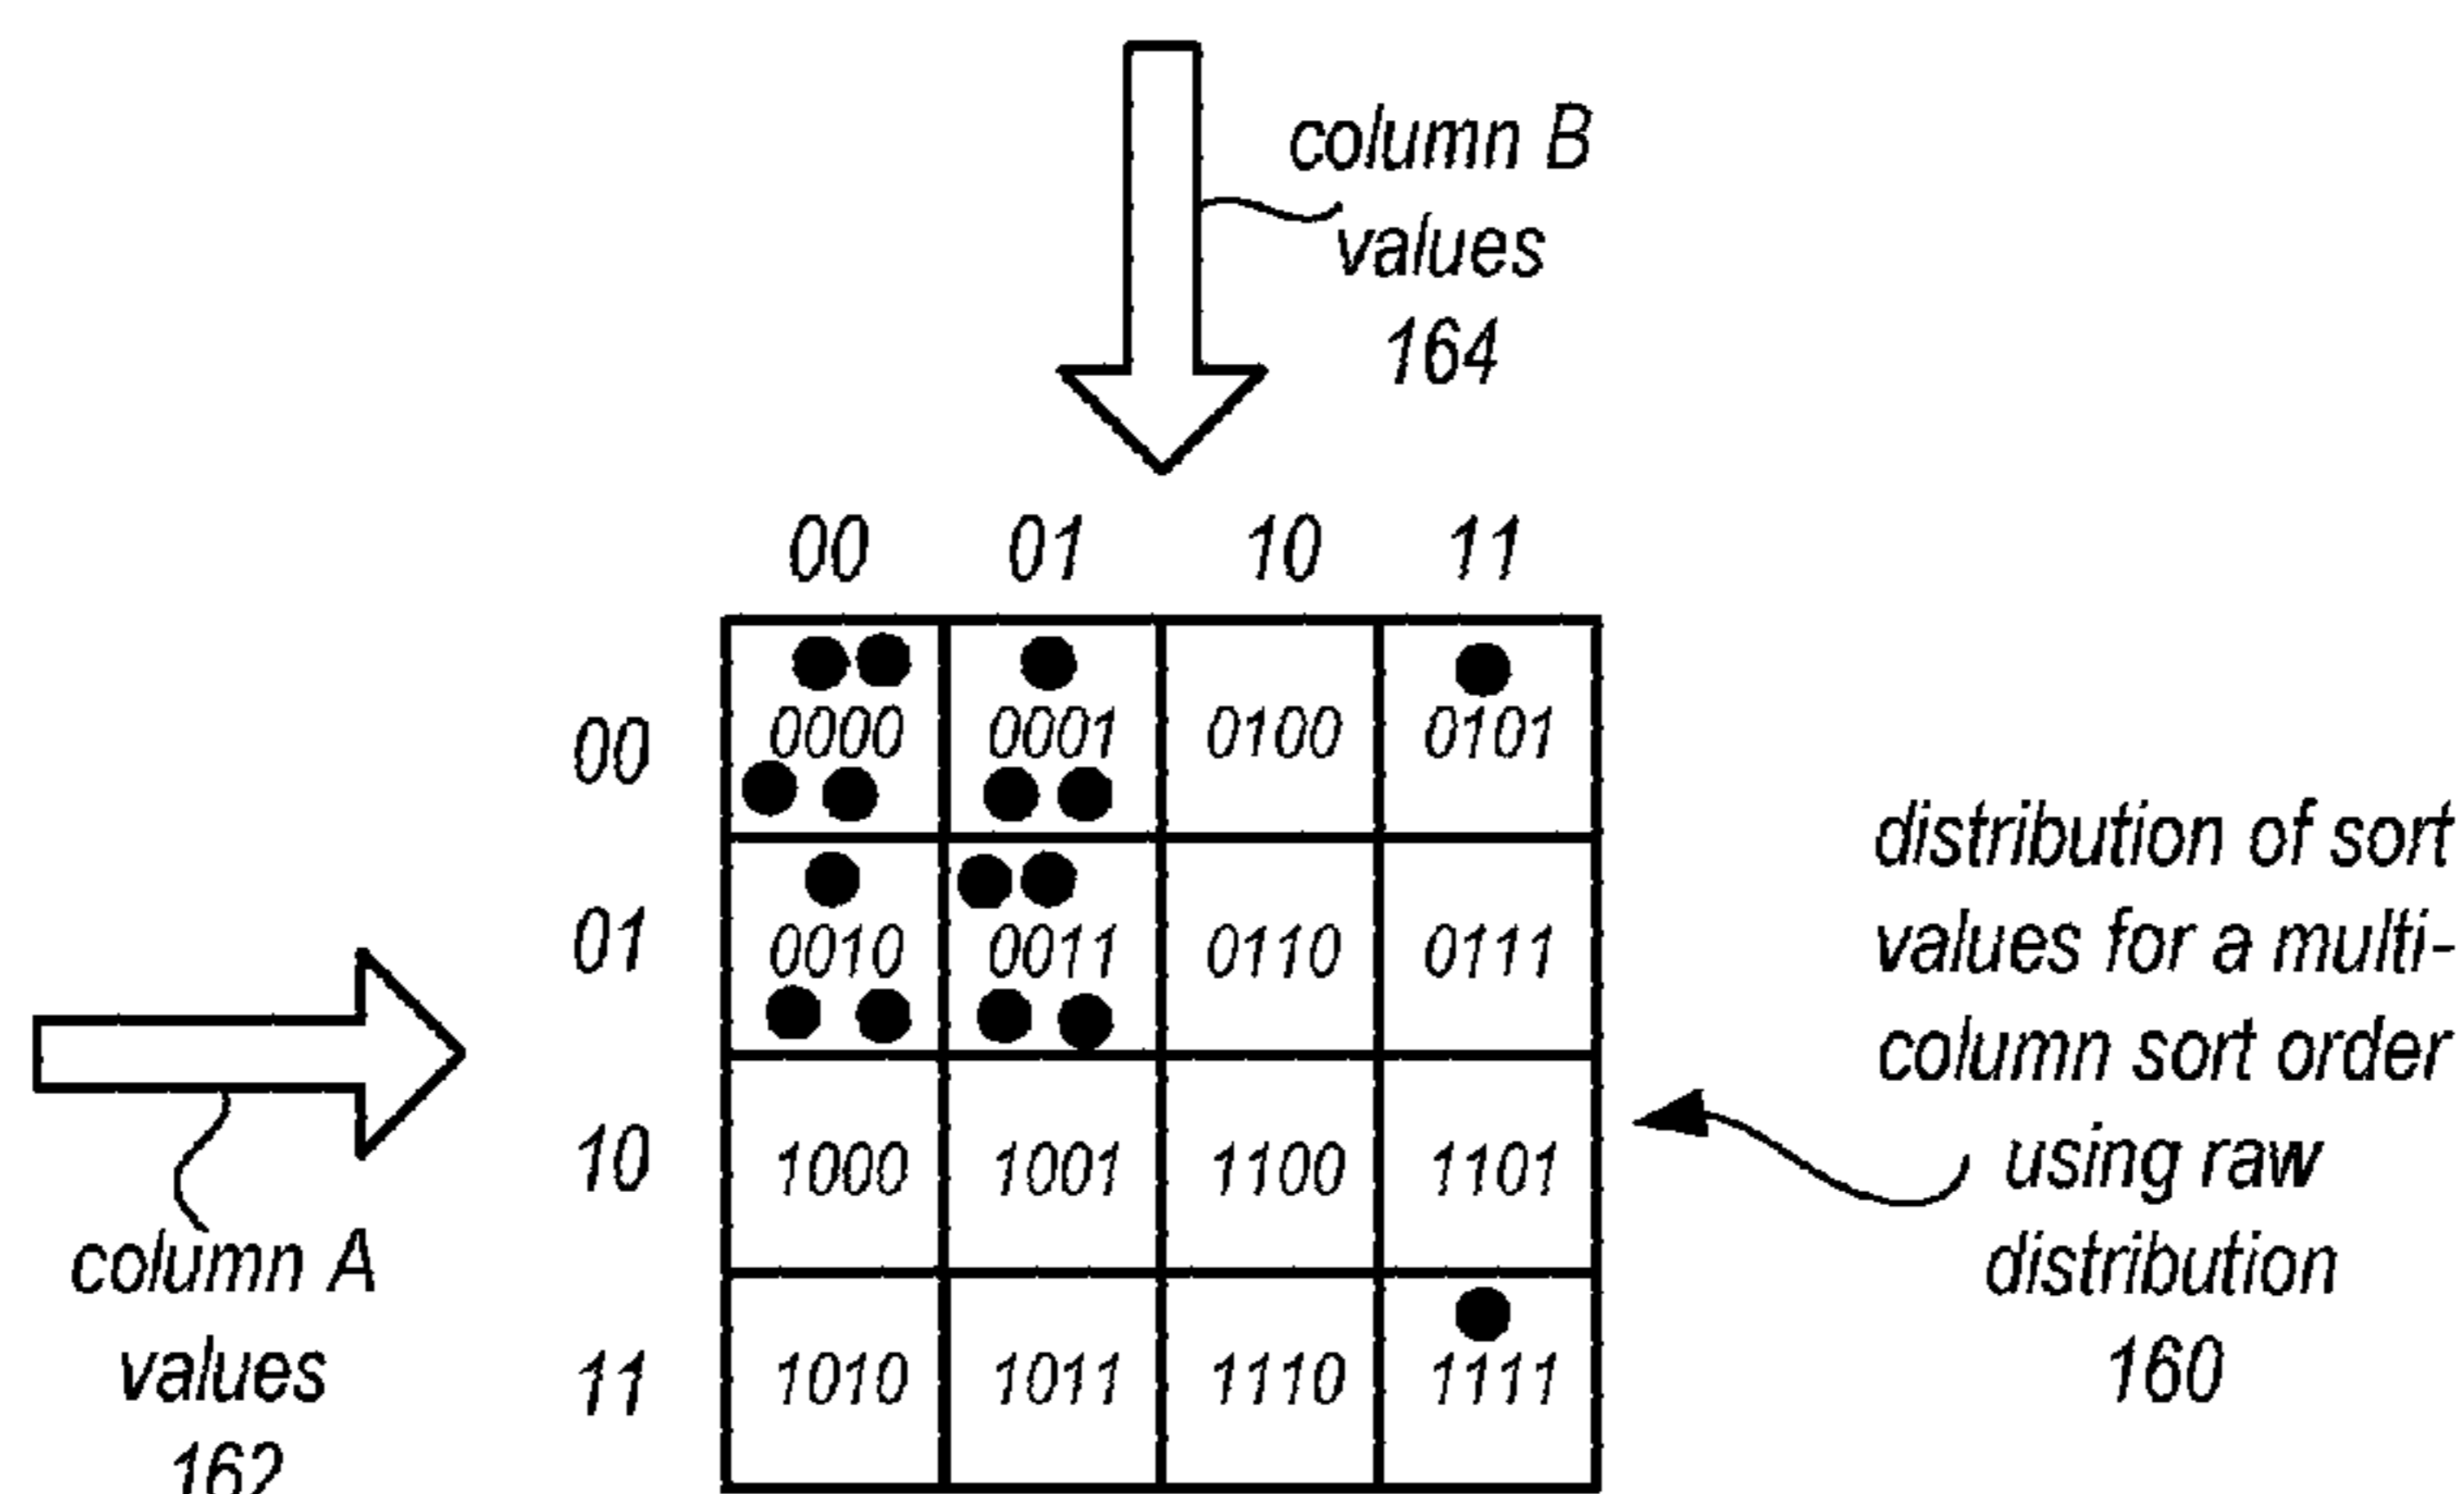 column B
values
164
00 01 10 11
00 0000 0001 0100 0101
01 0010 0011 0110 0111
10 1000 1001 1100 1101
11 1010 1011 1110 1111
column A
values
162
distribution of sort
values for a multi-
column sort order
using raw
distribution
160